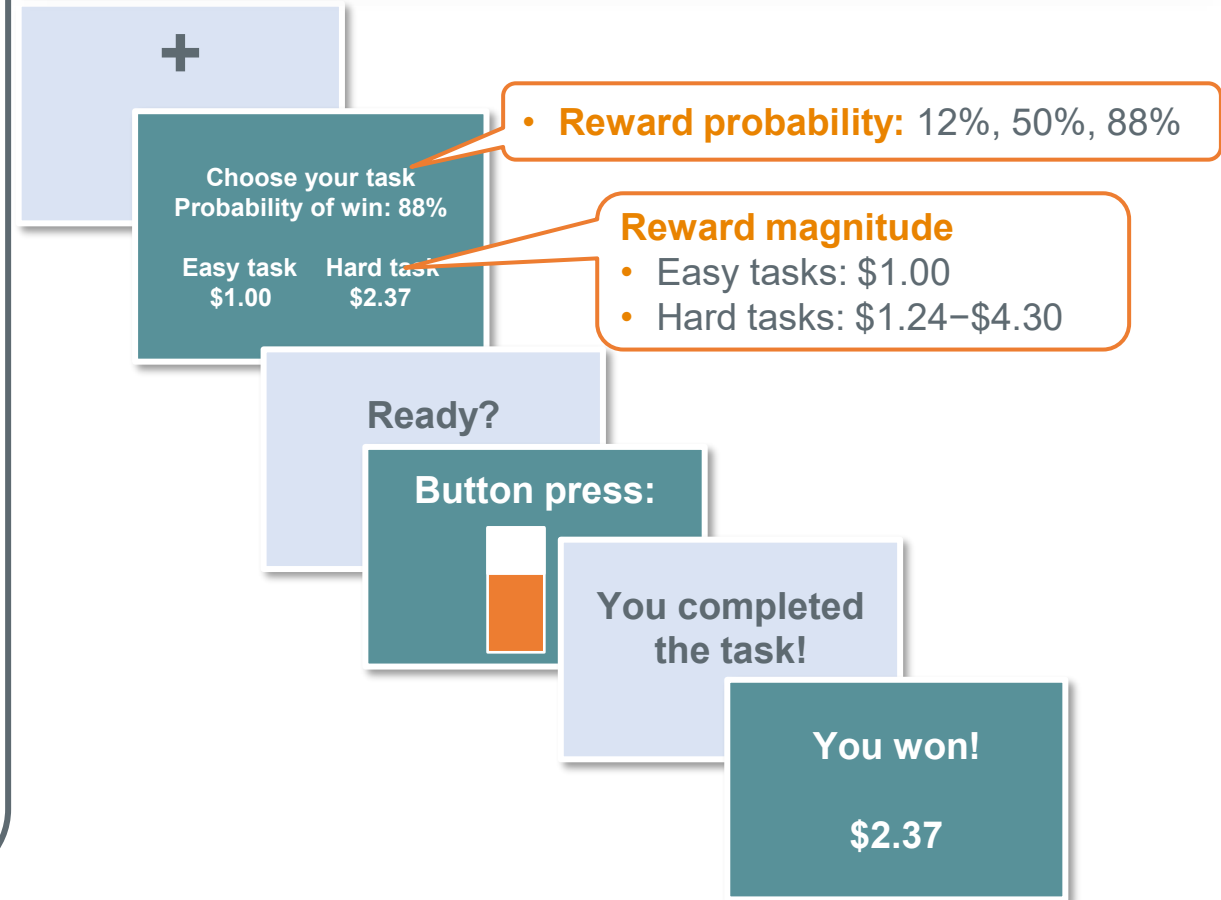 +
• Reward probability: 12%, 50%, 88%
Choose your task
Probability of win: 88%
Easy task Hard task
$1.00 $2.37
Reward magnitude
• Easy tasks: $1.00
• Hard tasks: $1.24−$4.30
Ready?
Button press:
You completed
the task!
You won!
$2.37